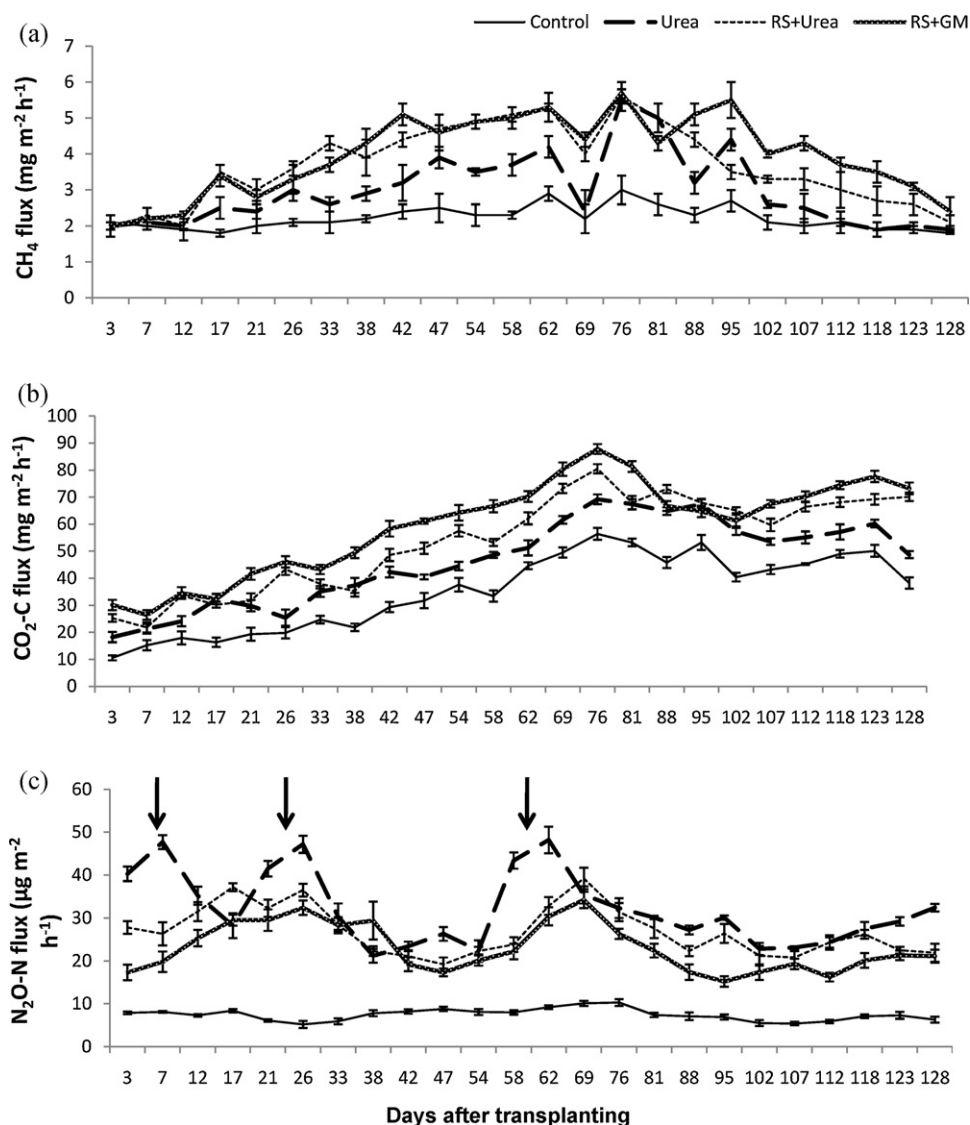 Control Urea RS+Urea RS+GM
(a)
CH₄ flux (mg m⁻² h⁻¹)
7
6
5
4
3
2
1
0
3 7 12 17 21 26 33 38 42 47 54 58 62 69 76 81 88 95 102 107 112 118 123 128
(b)
CO₂-C flux (mg m⁻² h⁻¹)
100
90
80
70
60
50
40
30
20
10
0
3 7 12 17 21 26 33 38 42 47 54 58 62 69 76 81 88 95 102 107 112 118 123 128
(c)
N₂O-N flux (µg m⁻²
h⁻¹)
60
50
40
30
20
10
0
3 7 12 17 21 26 33 38 42 47 54 58 62 69 76 81 88 95 102 107 112 118 123 128
Days after transplanting